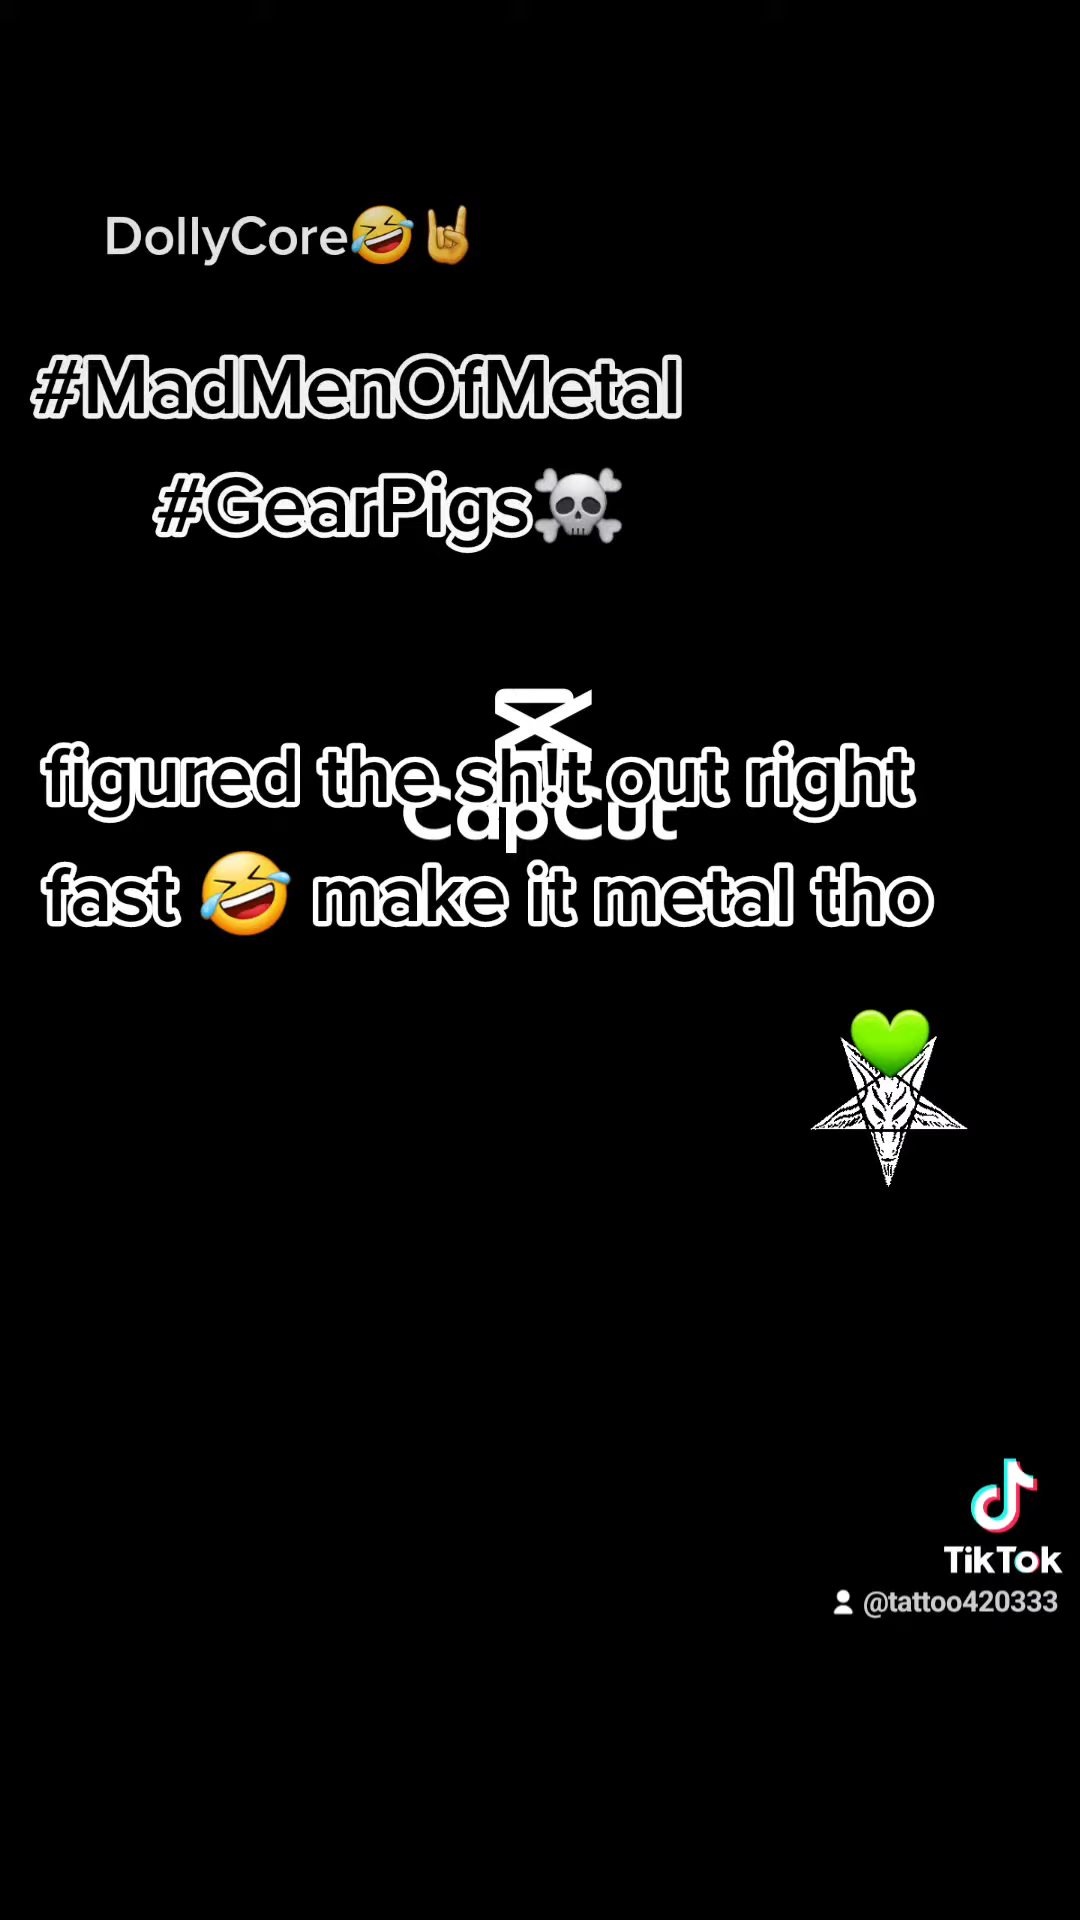 DollyCore🤣🤘
#MadMenOfMetal
#GearPigs☠️
CapCut
figured the sh!t out right
fast 🤣 make it metal tho
TikTok
@tattoo420333